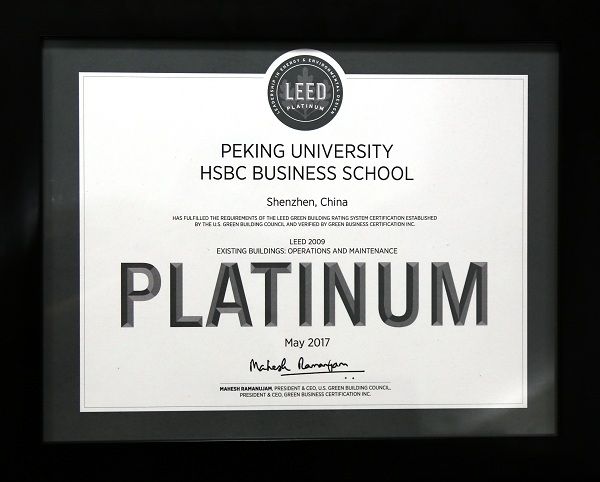 LEADERSHIP IN ENERGY & ENVIRONMENTAL DESIGN
LEED
PLATINUM
PEKING UNIVERSITY
HSBC BUSINESS SCHOOL
Shenzhen, China
HAS FULFILLED THE REQUIREMENTS OF THE LEED GREEN BUILDING RATING SYSTEM CERTIFICATION ESTABLISHED
BY THE U.S. GREEN BUILDING COUNCIL AND VERIFIED BY GREEN BUSINESS CERTIFICATION INC.
LEED 2009
EXISTING BUILDINGS: OPERATIONS AND MAINTENANCE
PLATINUM
May 2017
Mahesh Ramanujam
MAHESH RAMANUJAM, PRESIDENT & CEO, U.S. GREEN BUILDING COUNCIL,
PRESIDENT & CEO, GREEN BUSINESS CERTIFICATION INC.